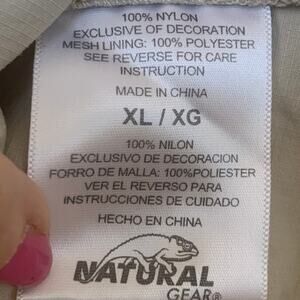 100% NYLON
EXCLUSIVE OF DECORATION
MESH LINING: 100% POLYESTER
SEE REVERSE FOR CARE
INSTRUCTION
MADE IN CHINA
XL / XG
100% NILON
EXCLUSIVO DE DECORACION
FORRO DE MALLA: 100%POLIESTER
VER EL REVERSO PARA
INSTRUCCIONES DE CUIDADO
HECHO EN CHINA
NATURAL
GEAR®